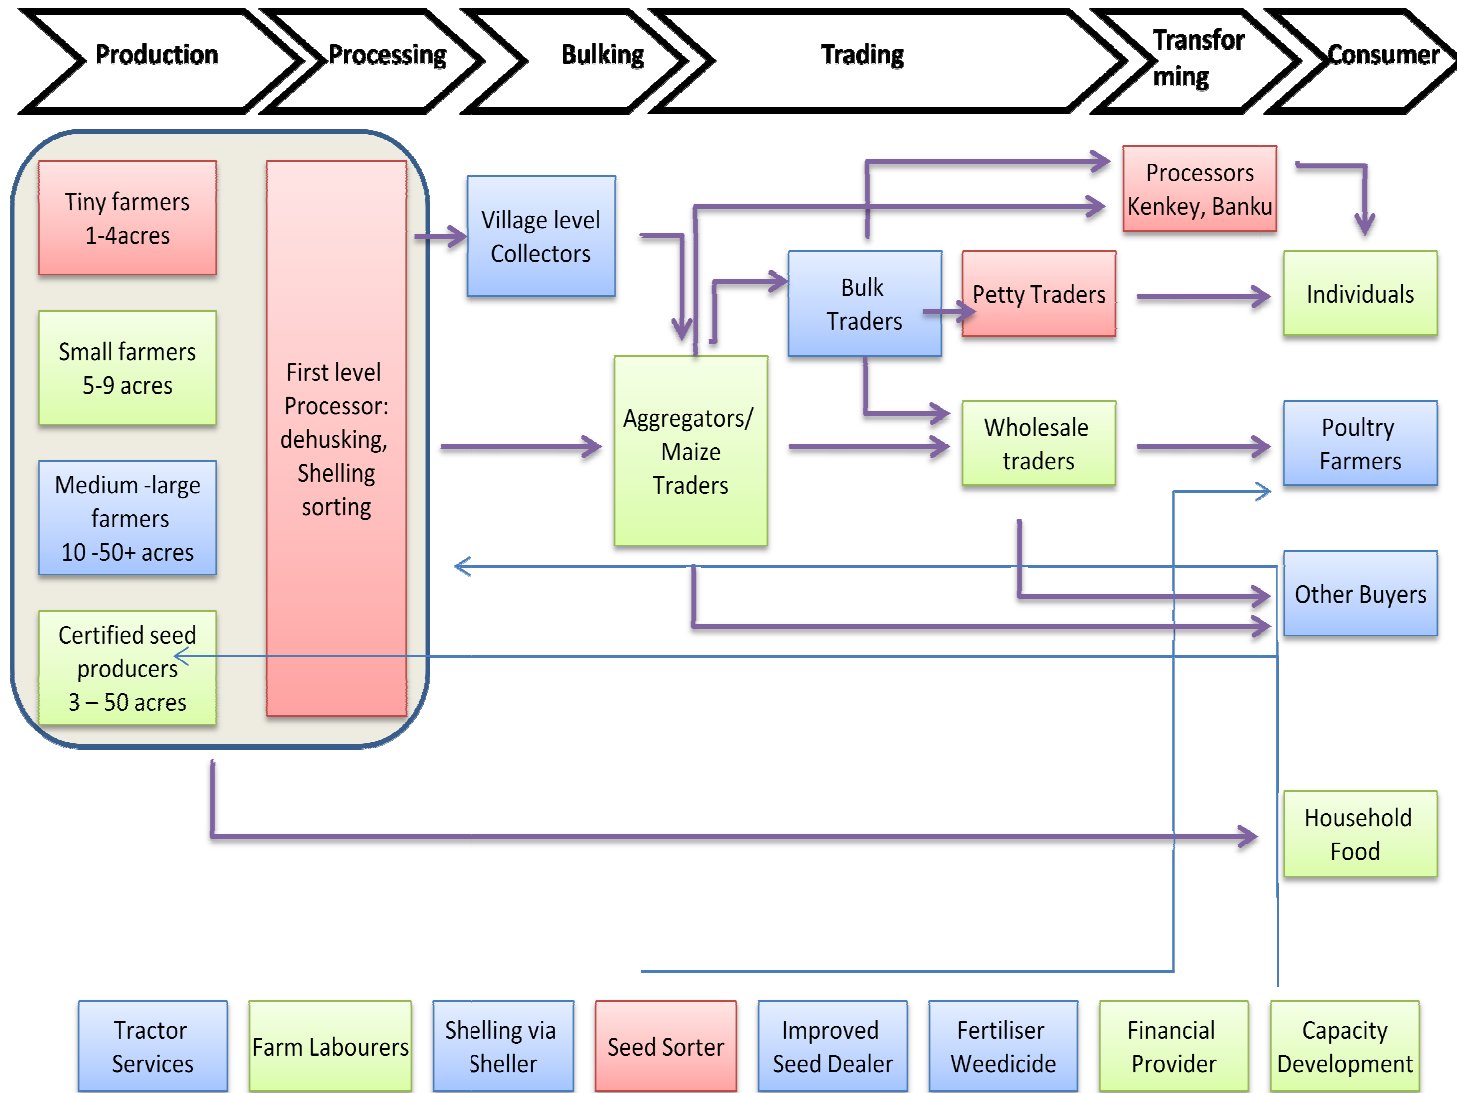 Production
Processing
Bulking
Trading
Transfor
ming
Consumer
Tiny farmers
1-4acres
Small farmers
5-9 acres
Medium -large
farmers
10 -50+ acres
Certified seed
producers
3 – 50 acres
First level
Processor:
dehusking,
Shelling
sorting
Village level
Collectors
Aggregators/
Maize
Traders
Bulk
Traders
Petty Traders
Wholesale
traders
Processors
Kenkey, Banku
Individuals
Poultry
Farmers
Other Buyers
Household
Food
Tractor
Services
Farm Labourers
Shelling via
Sheller
Seed Sorter
Improved
Seed Dealer
Fertiliser
Weedicide
Financial
Provider
Capacity
Development